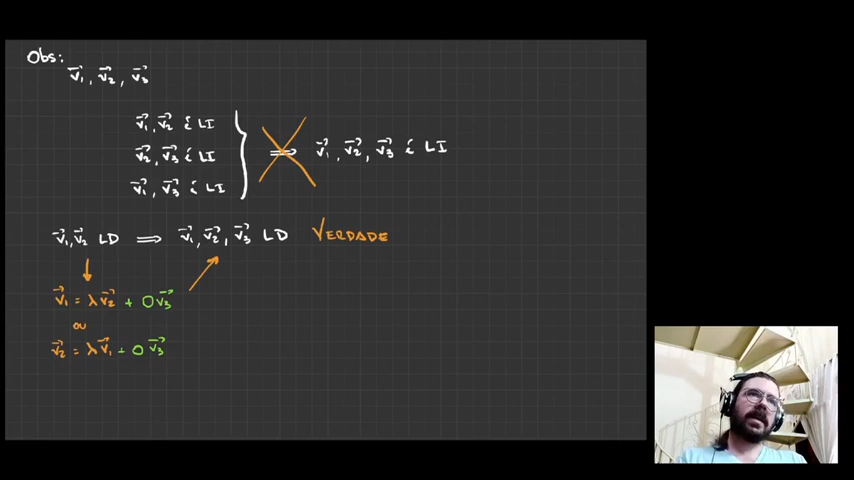 Obs:
v⃗1, v⃗2, v⃗3
v⃗1, v⃗2 é LI
v⃗2, v⃗3 é LI
v⃗1, v⃗3 é LI
⟹ v⃗1, v⃗2, v⃗3 é LI
v⃗1, v⃗2 LD ⟹ v⃗1, v⃗2, v⃗3 LD VERDADE
v⃗1 = λv⃗2 + 0v⃗3
ou
v⃗2 = λv⃗1 + 0v⃗3